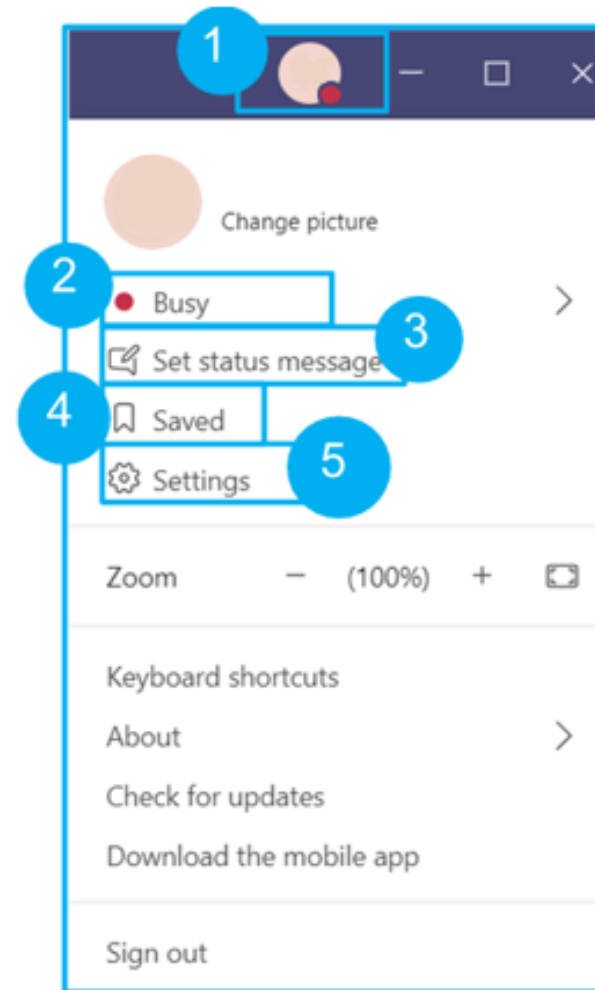 1
Change picture
2
Busy
3
Set status message
4
Saved
5
Settings
Zoom − (100%) +
Keyboard shortcuts
About
Check for updates
Download the mobile app
Sign out